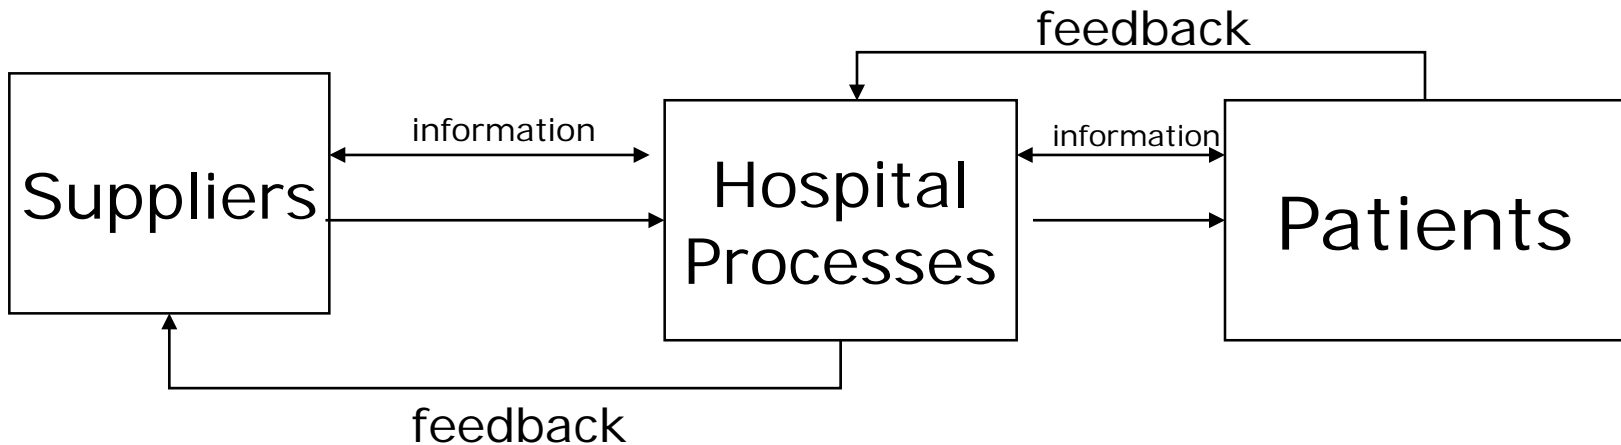 feedback
information
information
Suppliers
Hospital
Processes
Patients
feedback